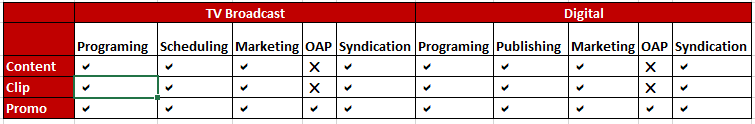 TV Broadcast Digital
Programing Scheduling Marketing OAP Syndication Programing Publishing Marketing OAP Syndication
Content ✓ ✓ ✓ X ✓ ✓ ✓ ✓ X ✓
Clip ✓ ✓ ✓ X ✓ ✓ ✓ ✓ X ✓
Promo ✓ ✓ ✓ ✓ ✓ ✓ ✓ ✓ ✓ ✓